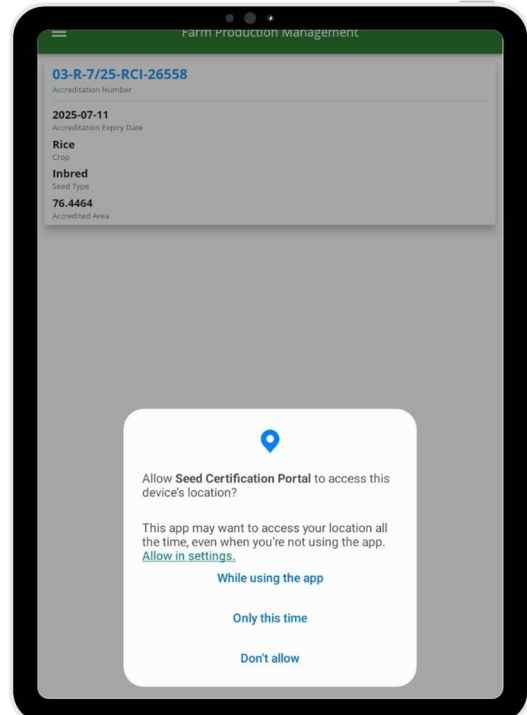 Farm Production Management
03-R-7/25-RCI-26558
Accreditation Number
2025-07-11
Accreditation Expiry Date
Rice
Crop
Inbred
Seed Type
76.4464
Accredited Area
Allow Seed Certification Portal to access this
device's location?
This app may want to access your location all
the time, even when you're not using the app.
Allow in settings.
While using the app
Only this time
Don't allow